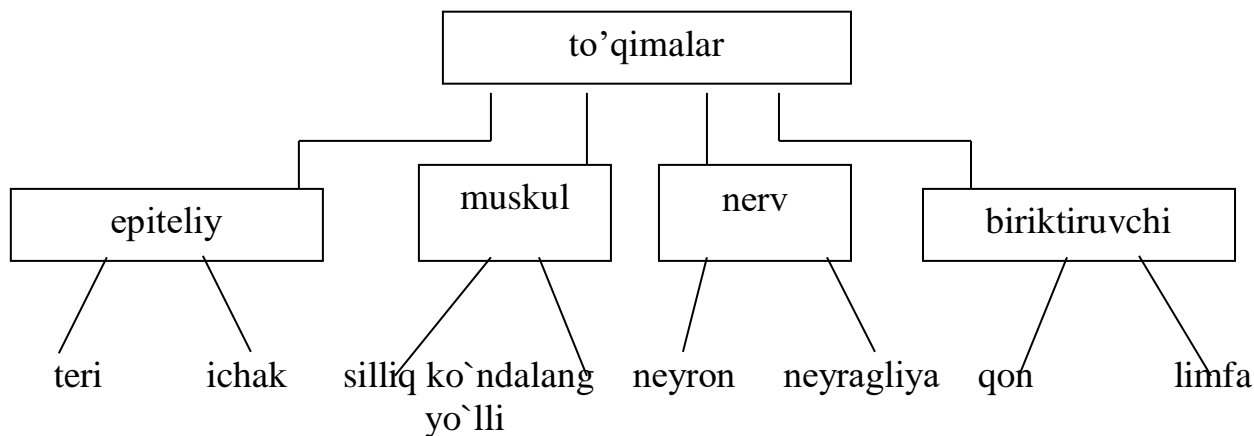 to’qimalar
epiteliy
muskul
nerv
biriktiruvchi
teri
ichak
silliq ko`ndalang
yo`lli
neyron
neyragliya
qon
limfa